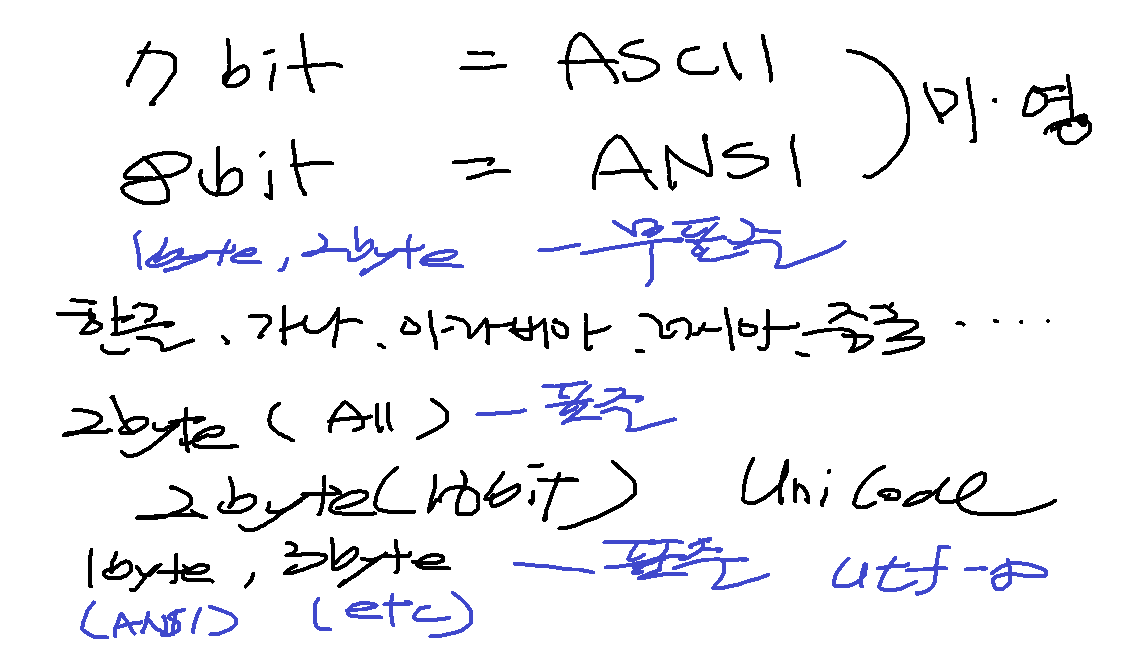 7 bit = ASCII
8bit = ANSI ) 미·영
1byte, 2byte — 무표준
한글, 가나, 아라비아, 러시아, 중국 .....
2byte ( All ) — 표준
2byte(16bit) Unicode
1byte, 3byte — 표준 utf-8
(ANSI) (etc)